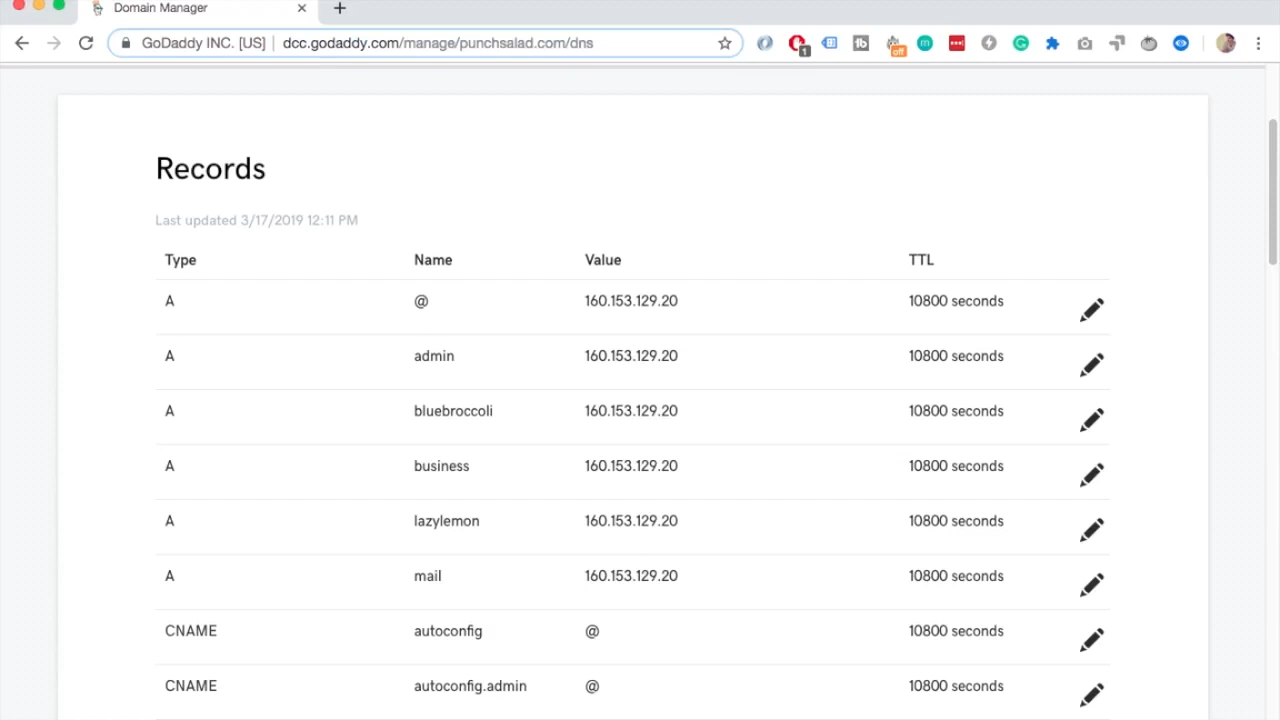 Domain Manager
GoDaddy INC. [US] | dcc.godaddy.com/manage/punchsalad.com/dns
1
off
Records
Last updated 3/17/2019 12:11 PM
Type Name Value TTL
A @ 160.153.129.20 10800 seconds
A admin 160.153.129.20 10800 seconds
A bluebroccoli 160.153.129.20 10800 seconds
A business 160.153.129.20 10800 seconds
A lazylemon 160.153.129.20 10800 seconds
A mail 160.153.129.20 10800 seconds
CNAME autoconfig @ 10800 seconds
CNAME autoconfig.admin @ 10800 seconds